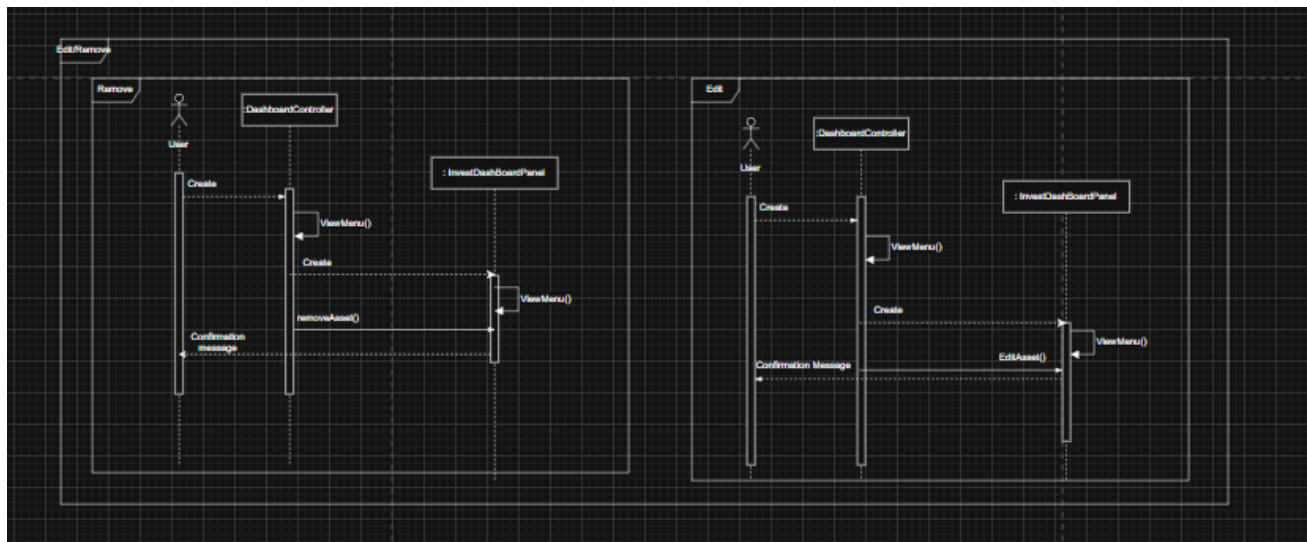 Edit/Remove
Remove
:DashboardController
User
: InvestDashBoardPanel
Create
ViewMenu()
Create
ViewMenu()
removeAsset()
Confirmation
message
Edit
:DashboardController
User
: InvestDashBoardPanel
Create
ViewMenu()
Create
ViewMenu()
EditAsset()
Confirmation Message